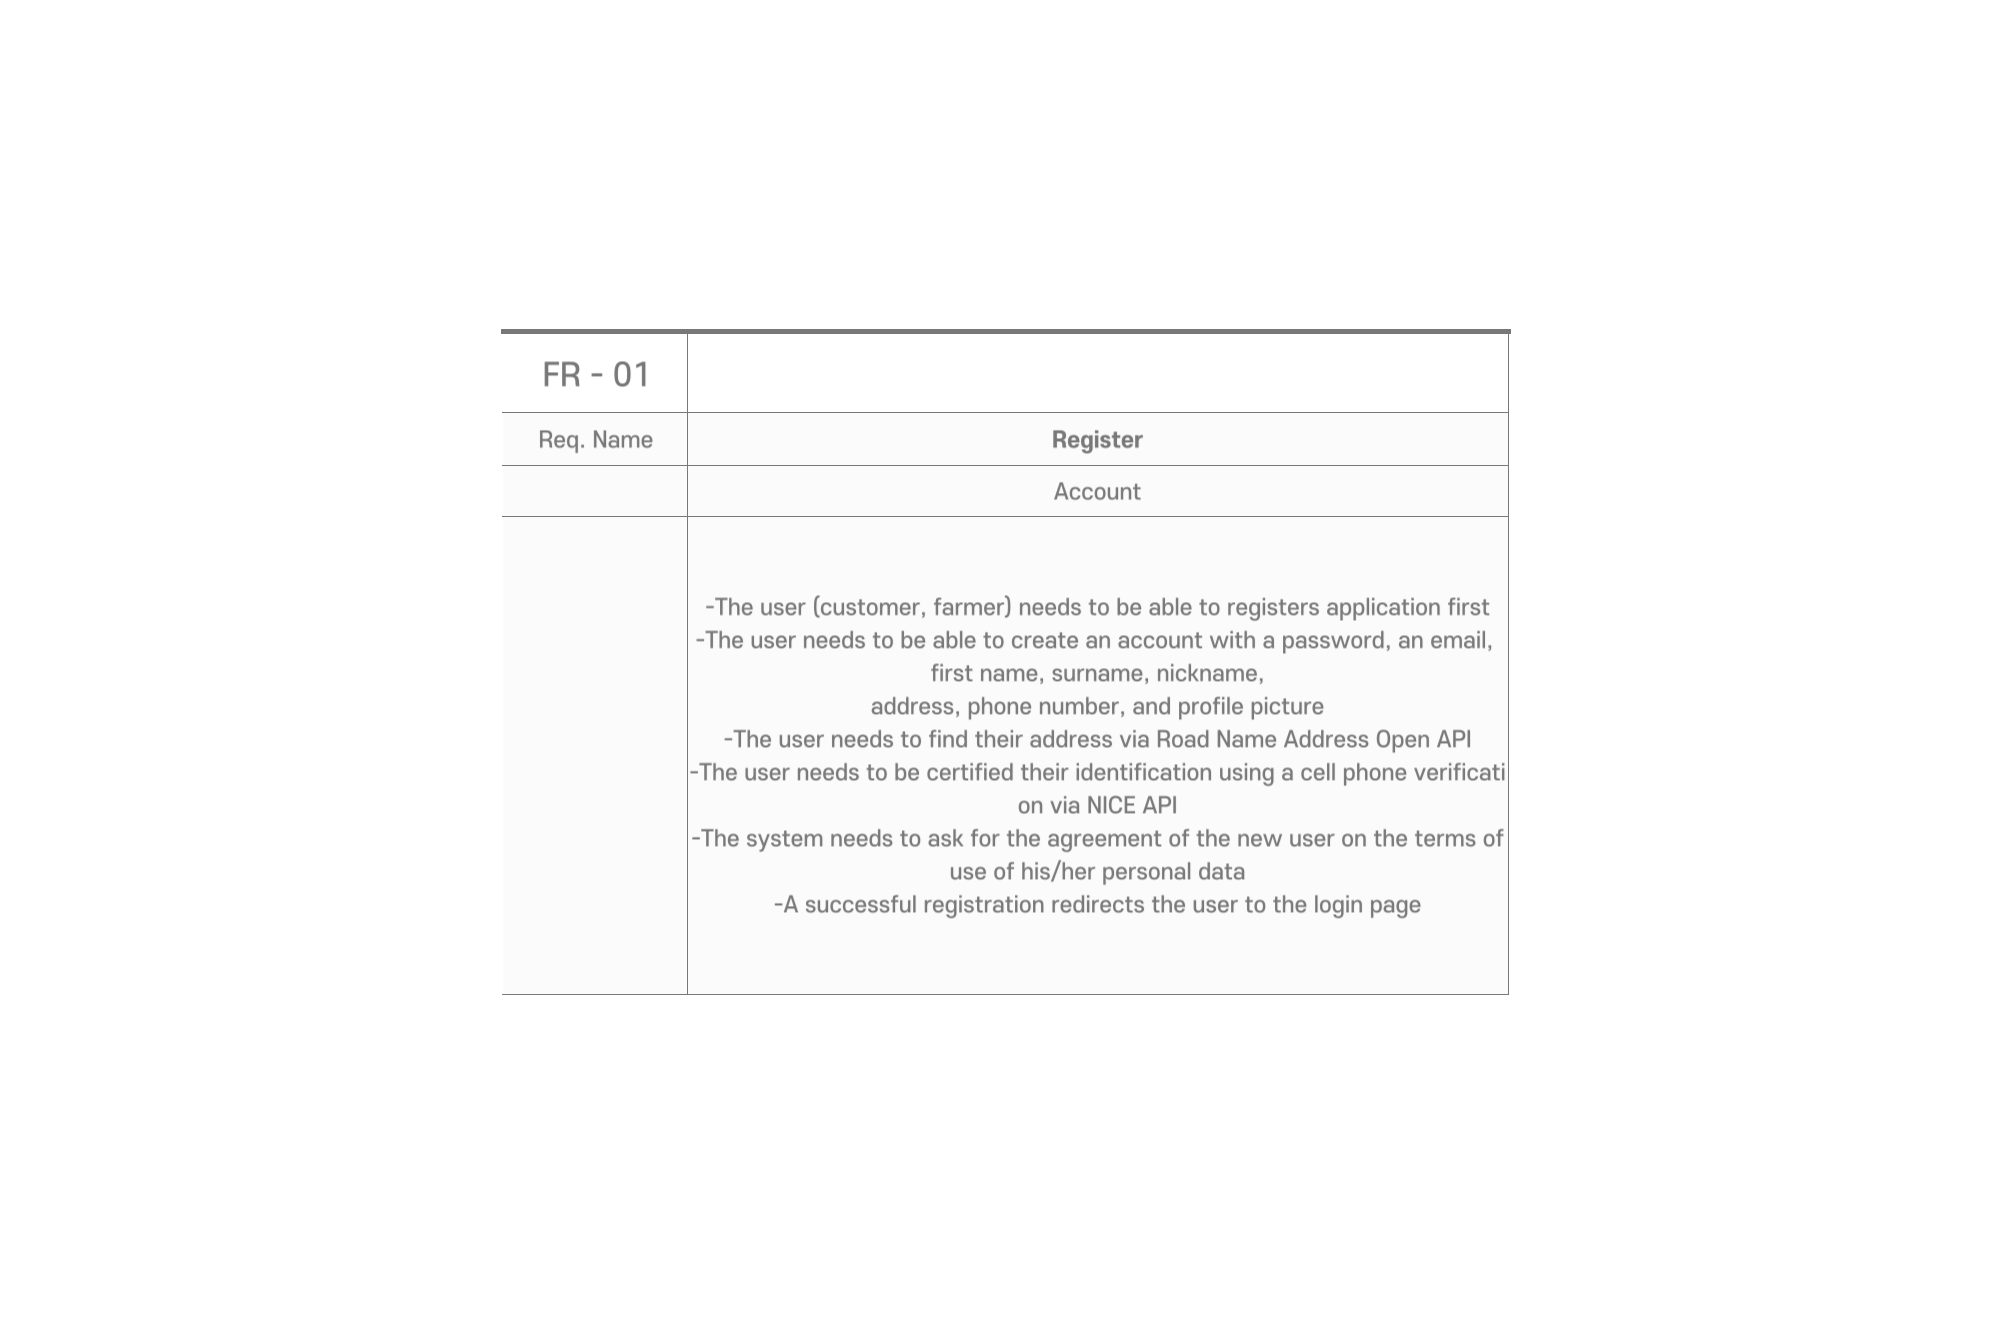 FR - 01
Req. Name
Register
Account
-The user (customer, farmer) needs to be able to registers application first
-The user needs to be able to create an account with a password, an email,
first name, surname, nickname,
address, phone number, and profile picture
-The user needs to find their address via Road Name Address Open API
-The user needs to be certified their identification using a cell phone verificati
on via NICE API
-The system needs to ask for the agreement of the new user on the terms of
use of his/her personal data
-A successful registration redirects the user to the login page